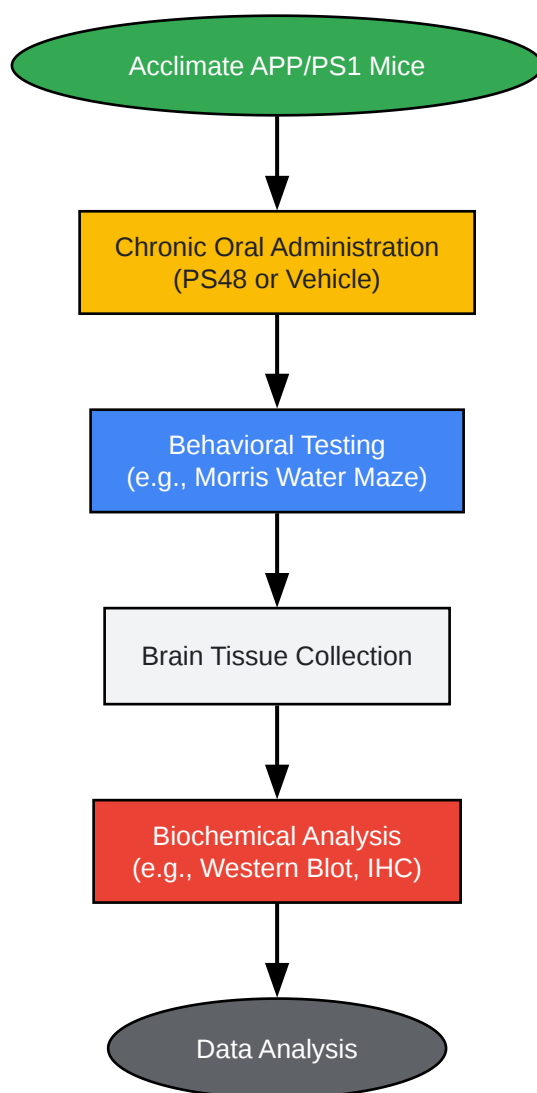 Acclimate APP/PS1 Mice
Chronic Oral Administration
(PS48 or Vehicle)
Behavioral Testing
(e.g., Morris Water Maze)
Brain Tissue Collection
Biochemical Analysis
(e.g., Western Blot, IHC)
Data Analysis